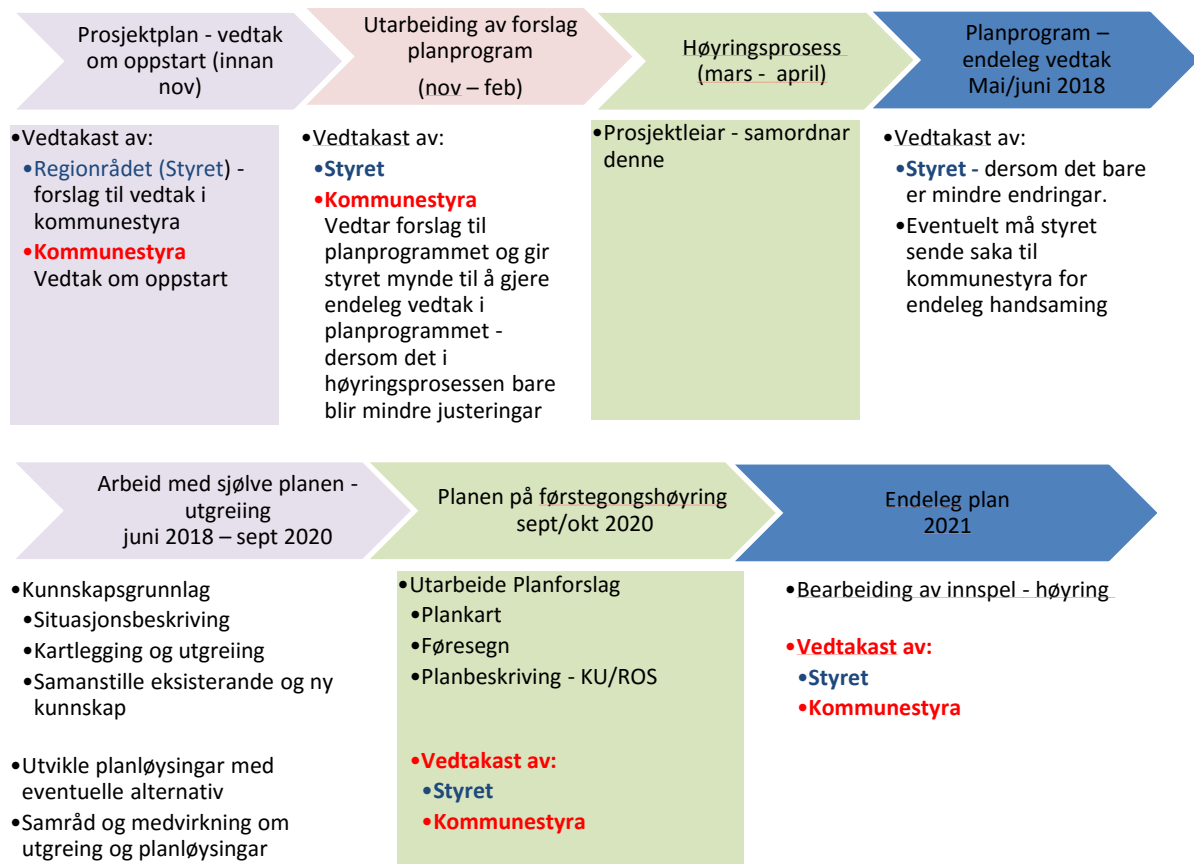 Prosjektplan - vedtak
om oppstart (innan
nov)
Utarbeiding av forslag
planprogram
(nov – feb)
Høyringsprosess
(mars -  april)
Planprogram –
endeleg vedtak
Mai/juni 2018
•Vedtakast av:
•Regionrådet (Styret) -
forslag til vedtak i
kommunestyra
•Kommunestyra
Vedtak om oppstart
•Vedtakast av:
•Styret
•Kommunestyra
Vedtar forslag til
planprogrammet og gir
styret mynde til å gjere
endeleg vedtak i
planprogrammet -
dersom det i
høyringsprosessen bare
blir mindre justeringar
•Prosjektleiar - samordnar
denne
•Vedtakast av:
•Styret - dersom det bare
er mindre endringar.
•Eventuelt må styret
sende saka til
kommunestyra for
endeleg handsaming
Arbeid med sjølve planen -
utgreiing
juni 2018 – sept 2020
Planen på førstegongshøyring
sept/okt 2020
Endeleg plan
2021
•Kunnskapsgrunnlag
•Situasjonsbeskriving
•Kartlegging og utgreiing
•Samanstille eksisterande og ny
kunnskap
•Utvikle planløysingar med
eventuelle alternativ
•Samråd og medvirkning om
utgreing og planløysingar
•Utarbeide Planforslag
•Plankart
•Føresegn
•Planbeskriving - KU/ROS
•Vedtakast av:
•Styret
•Kommunestyra
•Bearbeiding av innspel - høyring
•Vedtakast av:
•Styret
•Kommunestyra